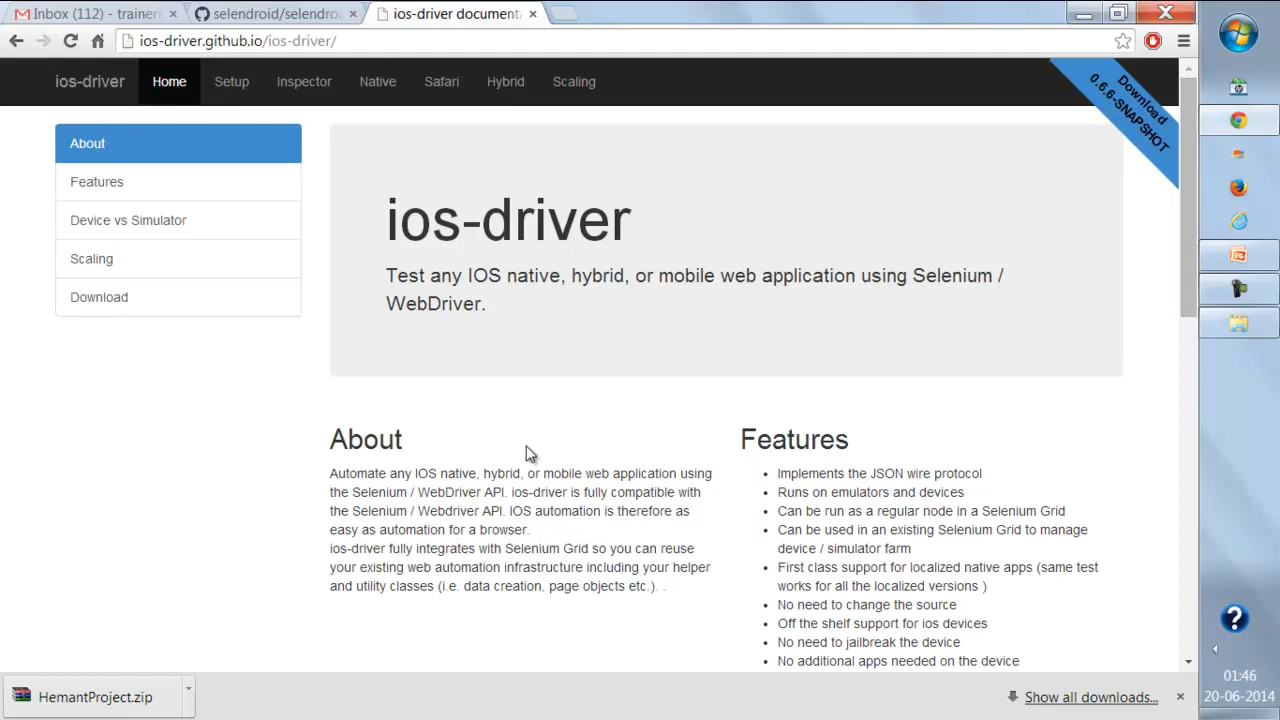 Inbox (112) - trainer
selendroid/selendro
ios-driver documenta
ios-driver.github.io/ios-driver/
ios-driver Home Setup Inspector Native Safari Hybrid Scaling
Download
0.6.6-SNAPSHOT
About
Features
Device vs Simulator
Scaling
Download
ios-driver
Test any IOS native, hybrid, or mobile web application using Selenium /
WebDriver.
About
Automate any IOS native, hybrid, or mobile web application using
the Selenium / WebDriver API. ios-driver is fully compatible with
the Selenium / Webdriver API. IOS automation is therefore as
easy as automation for a browser.
ios-driver fully integrates with Selenium Grid so you can reuse
your existing web automation infrastructure including your helper
and utility classes (i.e. data creation, page objects etc.). .
Features
Implements the JSON wire protocol
Runs on emulators and devices
Can be run as a regular node in a Selenium Grid
Can be used in an existing Selenium Grid to manage
device / simulator farm
First class support for localized native apps (same test
works for all the localized versions )
No need to change the source
Off the shelf support for ios devices
No need to jailbreak the device
No additional apps needed on the device
HemantProject.zip
Show all downloads...
01:46
20-06-2014